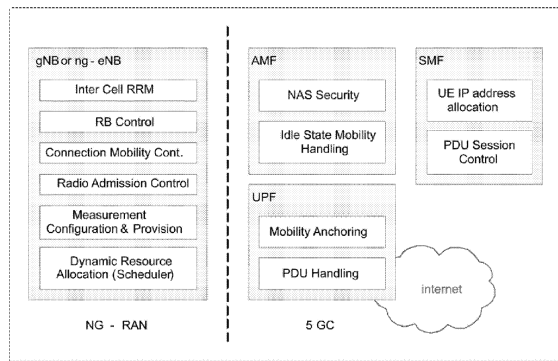 gNB or ng - eNB
Inter Cell RRM
RB Control
Connection Mobility Cont.
Radio Admission Control
Measurement
Configuration & Provision
Dynamic Resource
Allocation (Scheduler)
NG - RAN
AMF
NAS Security
Idle State Mobility
Handling
UPF
Mobility Anchoring
PDU Handling
5 GC
SMF
UE IP address
allocation
PDU Session
Control
internet